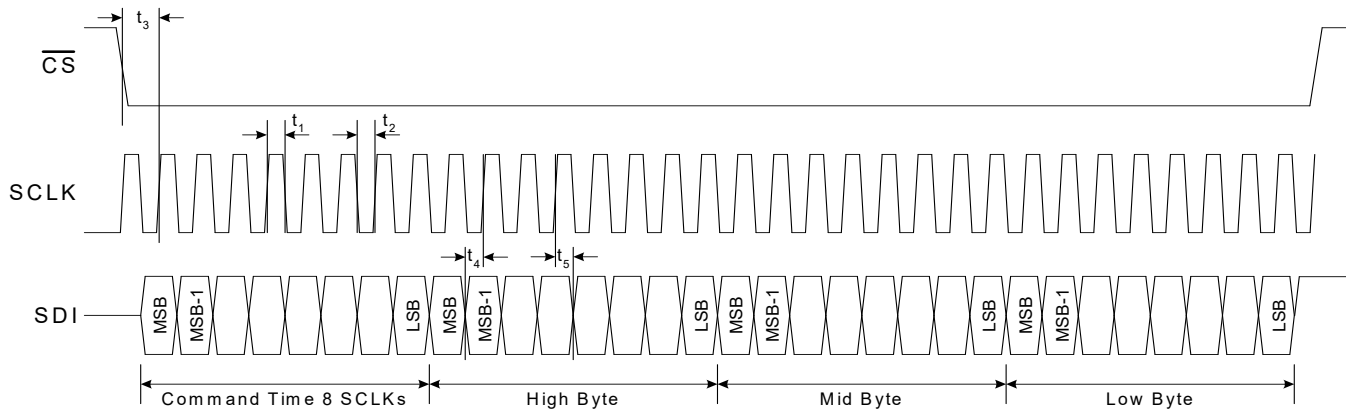 t3
CS
t1
t2
SCLK
t4
t5
SDI
MSB
MSB-1
LSB
MSB
MSB-1
LSB
MSB
MSB-1
LSB
MSB
MSB-1
LSB
Command Time 8 SCLKs
High Byte
Mid Byte
Low Byte